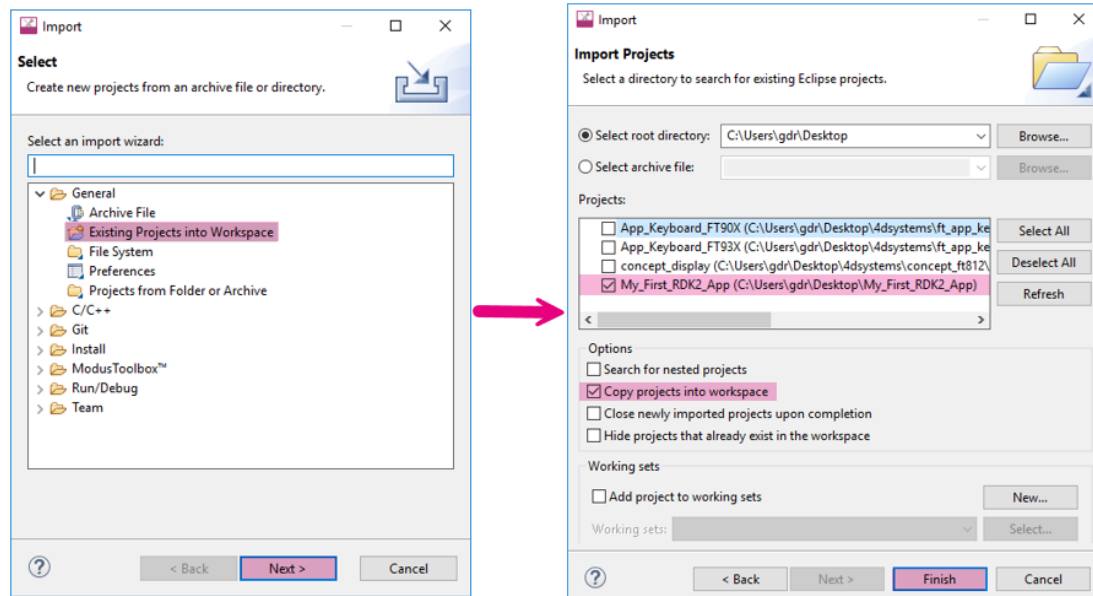 Import
Select
Create new projects from an archive file or directory.
Select an import wizard:
General
Archive File
Existing Projects into Workspace
File System
Preferences
Projects from Folder or Archive
C/C++
Git
Install
ModusToolbox™
Run/Debug
Team
< Back
Next >
Cancel
Import
Import Projects
Select a directory to search for existing Eclipse projects.
Select root directory: C:\Users\gdr\Desktop Browse...
Select archive file: Browse...
Projects:
App_Keyboard_FT90X (C:\Users\gdr\Desktop\4dsystems\ft_app_ke
App_Keyboard_FT93X (C:\Users\gdr\Desktop\4dsystems\ft_app_ke
concept_display (C:\Users\gdr\Desktop\4dsystems\concept_ft812\
My_First_RDK2_App (C:\Users\gdr\Desktop\My_First_RDK2_App)
Select All
Deselect All
Refresh
Options
Search for nested projects
Copy projects into workspace
Close newly imported projects upon completion
Hide projects that already exist in the workspace
Working sets
Add project to working sets New...
Working sets: Select...
< Back
Next >
Finish
Cancel